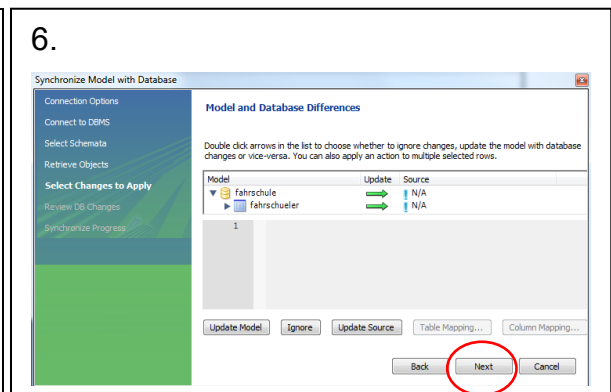 6.
Synchronize Model with Database
Connection Options
Connect to DBMS
Select Schemata
Retrieve Objects
Select Changes to Apply
Review DB Changes
Synchronize Progress
Model and Database Differences
Double click arrows in the list to choose whether to ignore changes, update the model with database
changes or vice-versa. You can also apply an action to multiple selected rows.
Model Update Source
fahrschule N/A
fahrschueler N/A
1
Update Model Ignore Update Source Table Mapping... Column Mapping...
Back Next Cancel